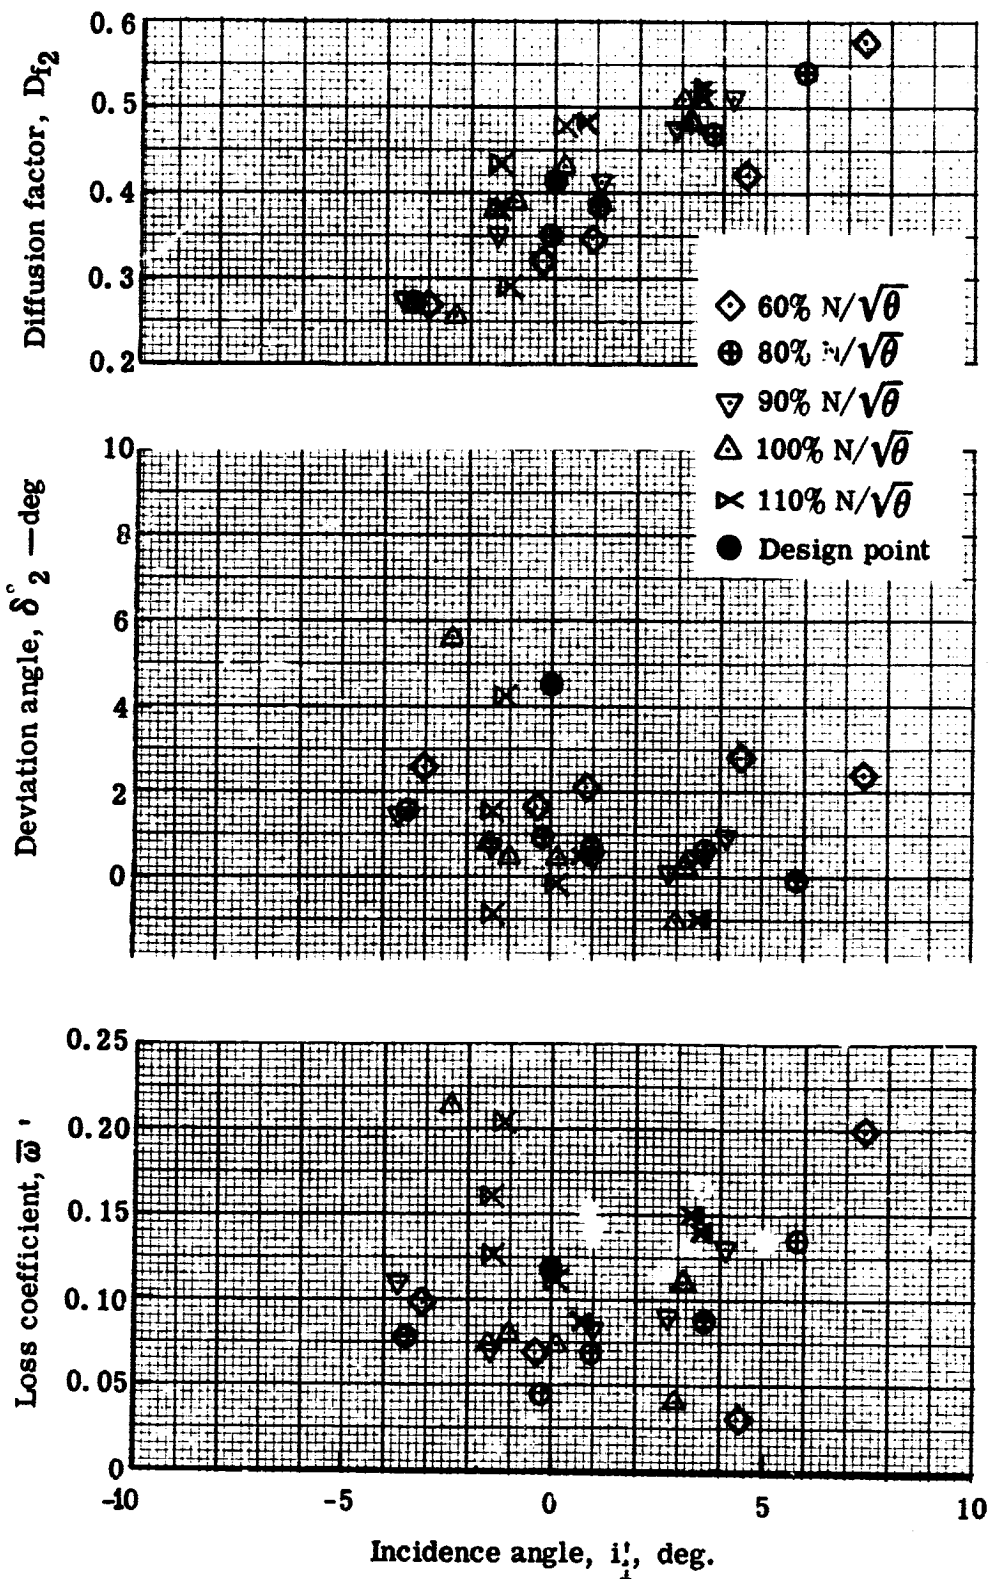 Diffusion factor, Df2
0.6
0.5
0.4
0.3
0.2
60% N/√θ
80% N/√θ
90% N/√θ
100% N/√θ
110% N/√θ
Design point
Deviation angle, δ°2 —deg
10
8
6
4
2
0
Loss coefficient, ω̅ '
0.25
0.20
0.15
0.10
0.05
0
-10
-5
0
5
10
Incidence angle, i'1, deg.